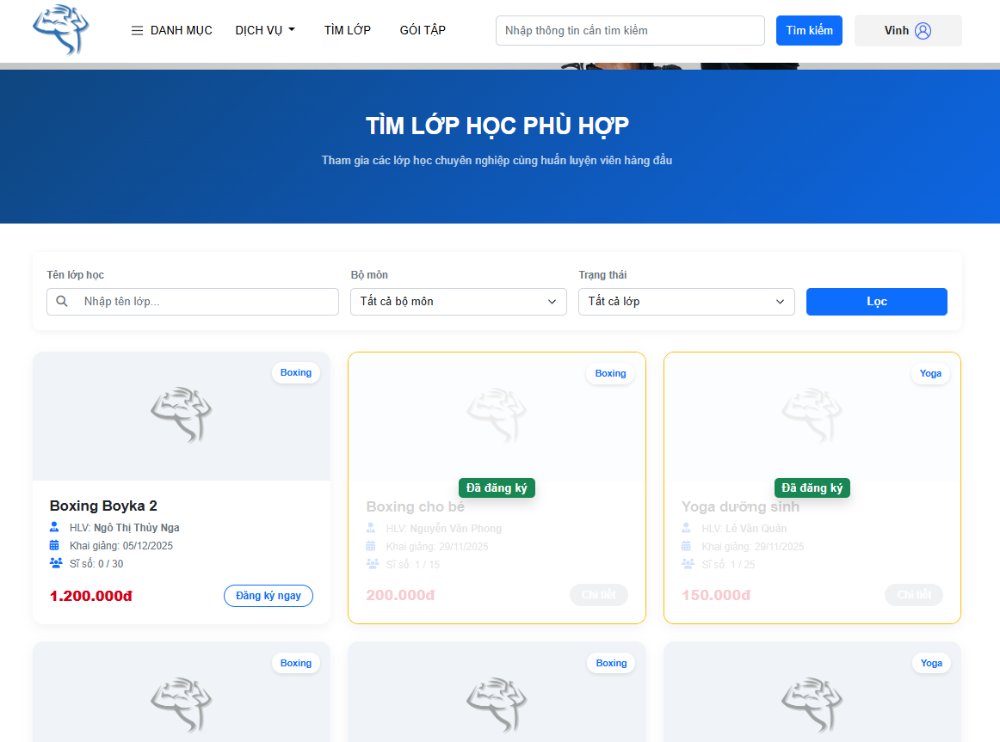 DANH MỤC
DỊCH VỤ
TÌM LỚP
GÓI TẬP
Nhập thông tin cần tìm kiếm
Tìm kiếm
Vinh
TÌM LỚP HỌC PHÙ HỢP
Tham gia các lớp học chuyên nghiệp cùng huấn luyện viên hàng đầu
Tên lớp học
Bộ môn
Trạng thái
Nhập tên lớp...
Tất cả bộ môn
Tất cả lớp
Lọc
Boxing
Boxing Boyka 2
HLV: Ngô Thị Thủy Nga
Khai giảng: 05/12/2025
Sĩ số: 0 / 30
1.200.000đ
Đăng ký ngay
Boxing
Đã đăng ký
Boxing cho bé
HLV: Nguyễn Văn Phong
Khai giảng: 29/11/2025
Sĩ số: 1 / 15
200.000đ
Chi tiết
Yoga
Đã đăng ký
Yoga dưỡng sinh
HLV: Lê Văn Quân
Khai giảng: 29/11/2025
Sĩ số: 1 / 25
150.000đ
Chi tiết
Boxing
Boxing
Yoga